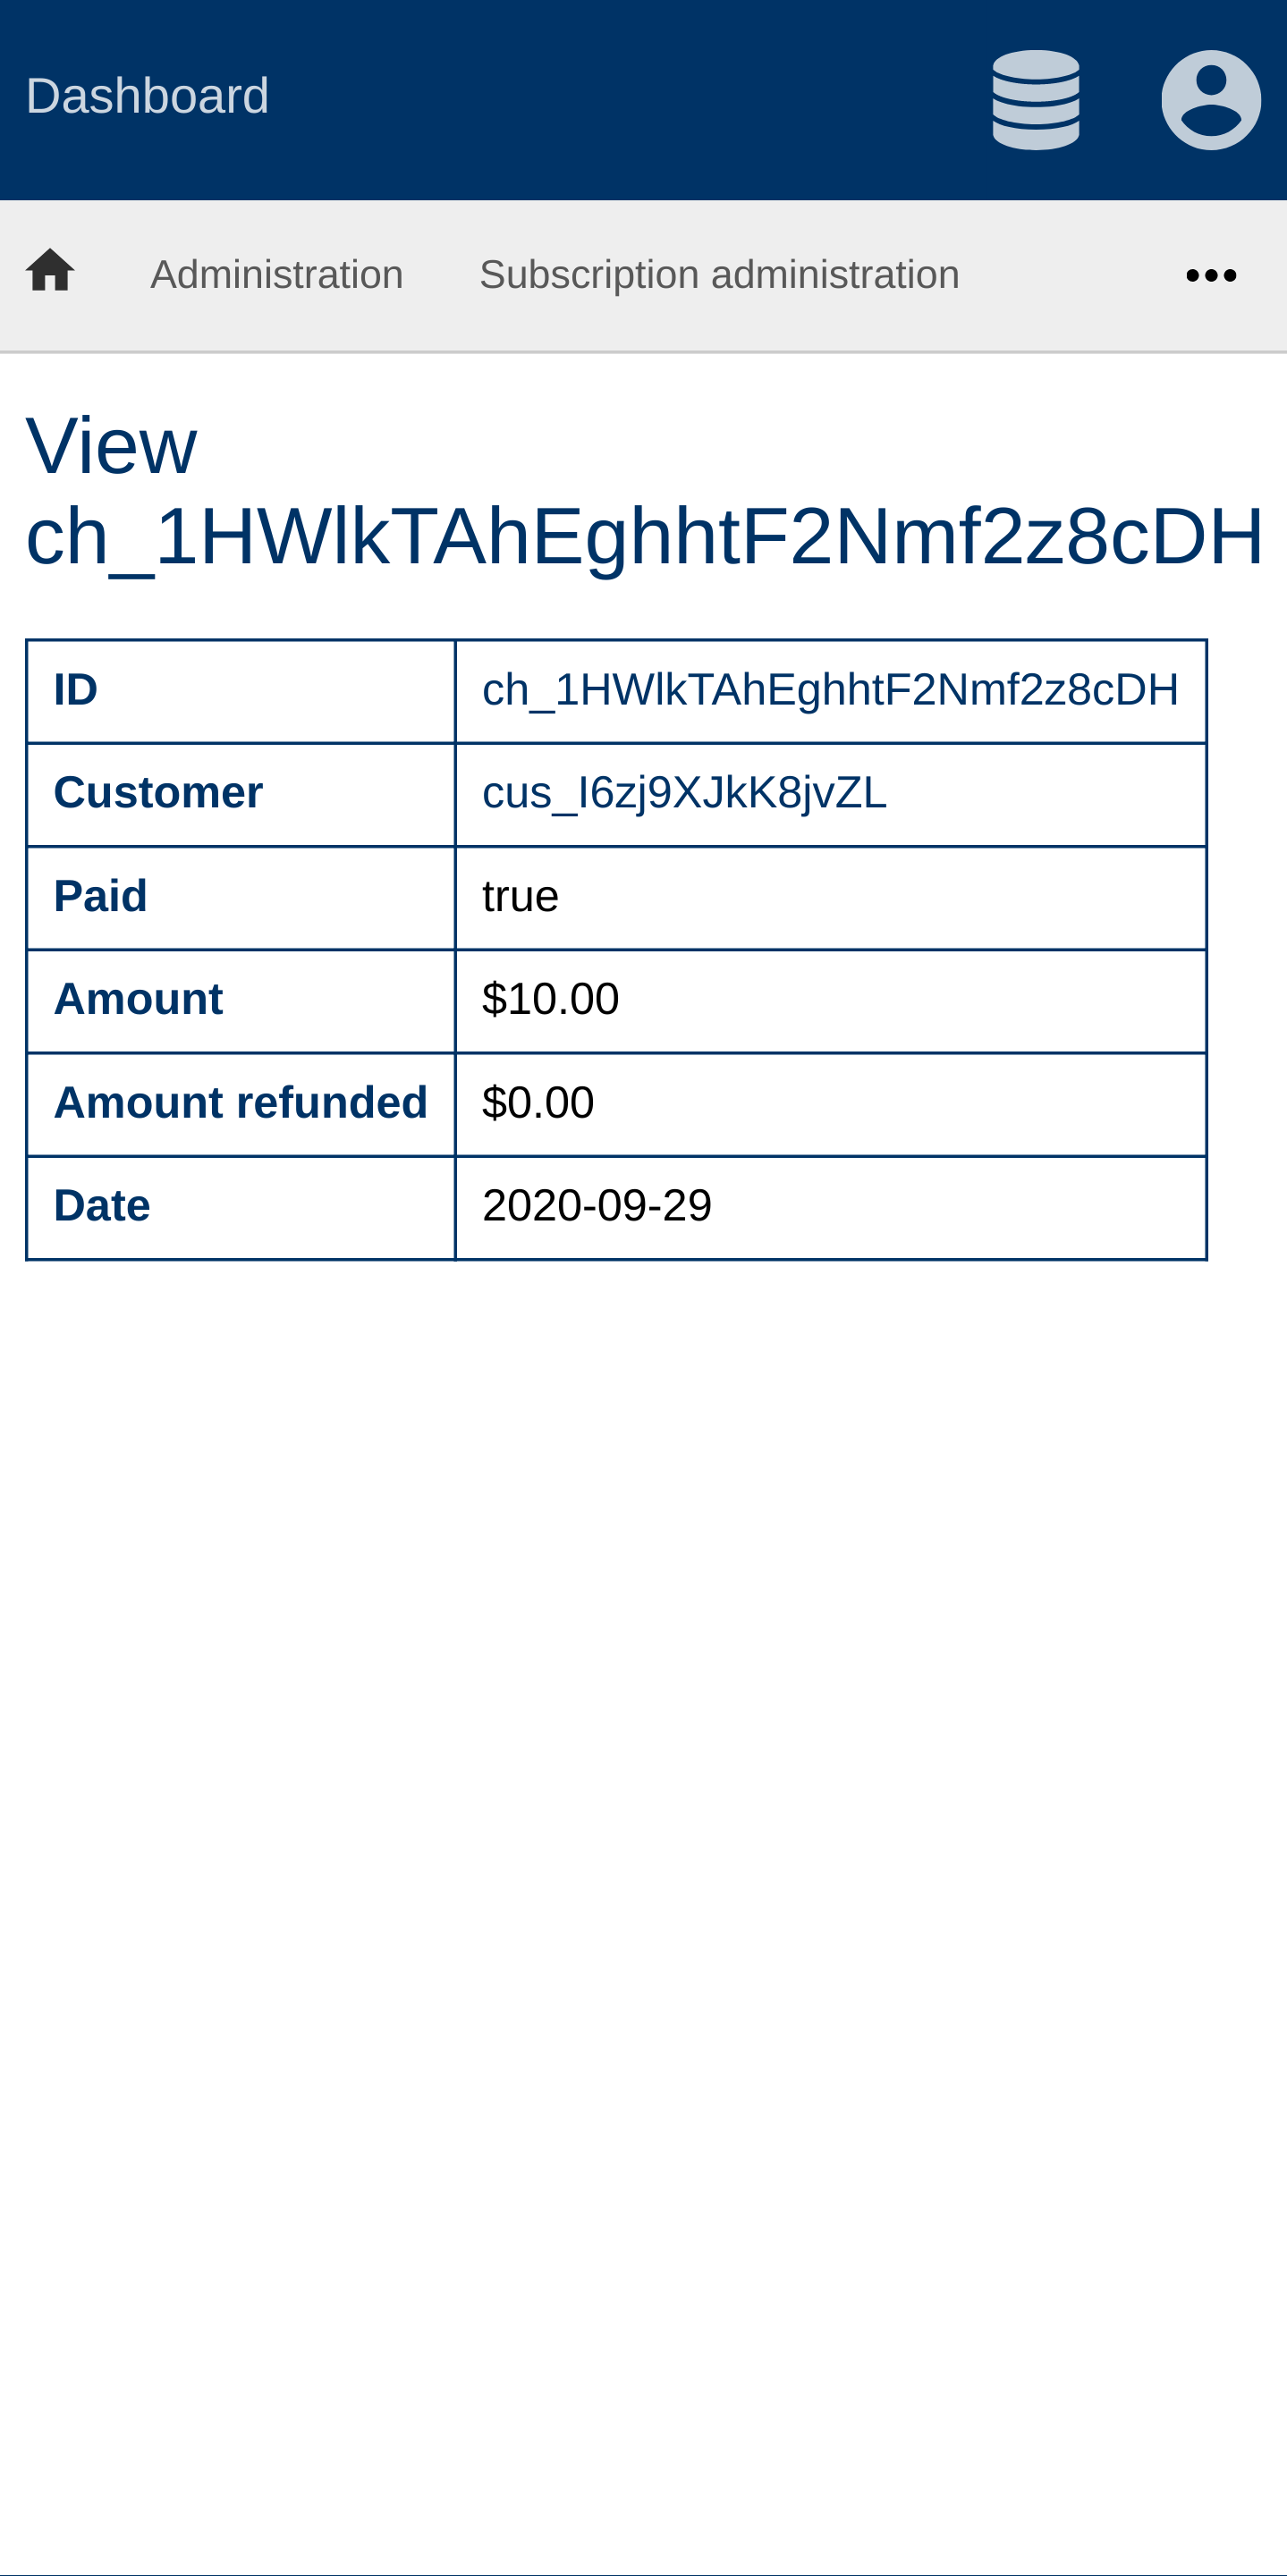 Dashboard
Administration Subscription administration
View
ch_1HWlkTAhEghhtF2Nmf2z8cDH
ID ch_1HWlkTAhEghhtF2Nmf2z8cDH
Customer cus_I6zj9XJkK8jvZL
Paid true
Amount $10.00
Amount refunded $0.00
Date 2020-09-29